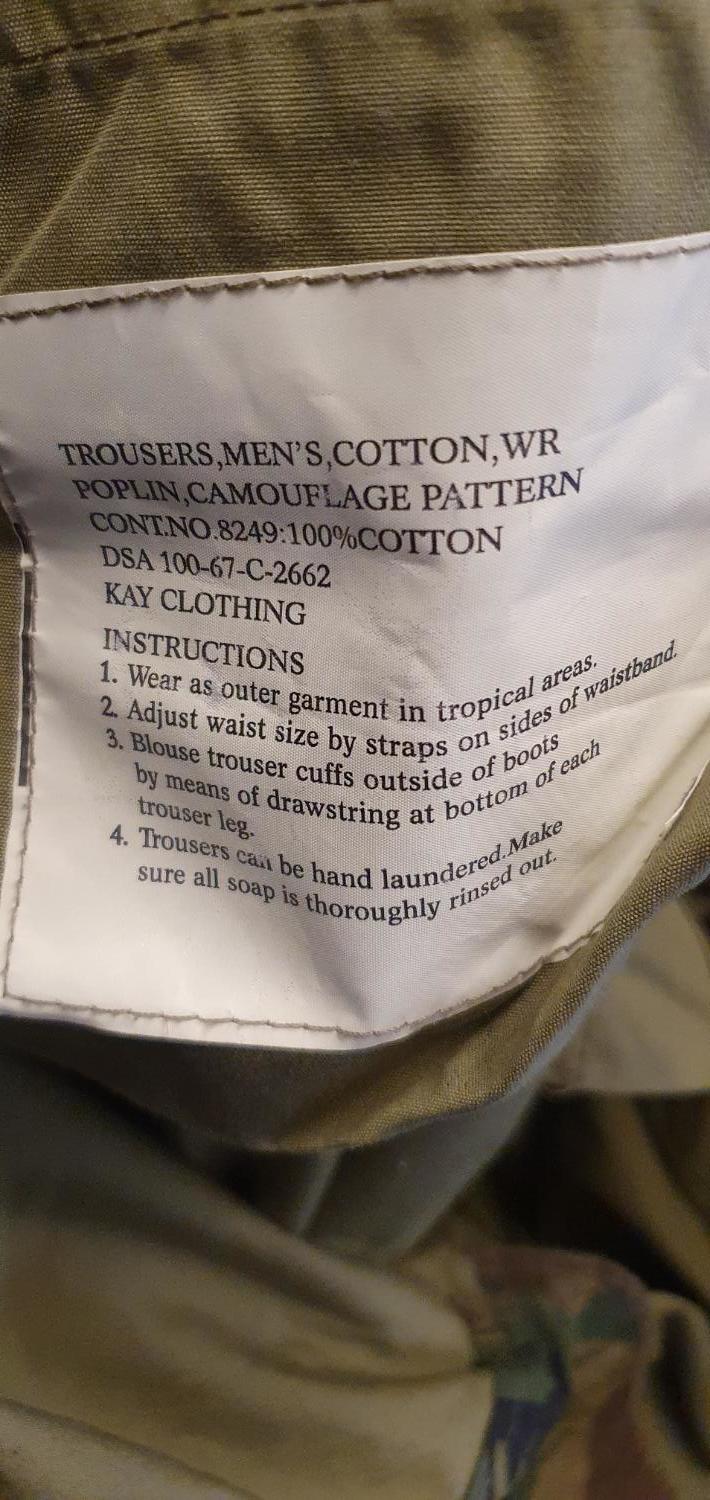 TROUSERS,MEN'S,COTTON,WR
POPLIN,CAMOUFLAGE PATTERN
CONT.NO.8249:100%COTTON
DSA 100-67-C-2662
KAY CLOTHING
INSTRUCTIONS
1. Wear as outer garment in tropical areas.
2. Adjust waist size by straps on sides of waistband.
3. Blouse trouser cuffs outside of boots
by means of drawstring at bottom of each
trouser leg.
4. Trousers can be hand laundered.Make
sure all soap is thoroughly rinsed out.